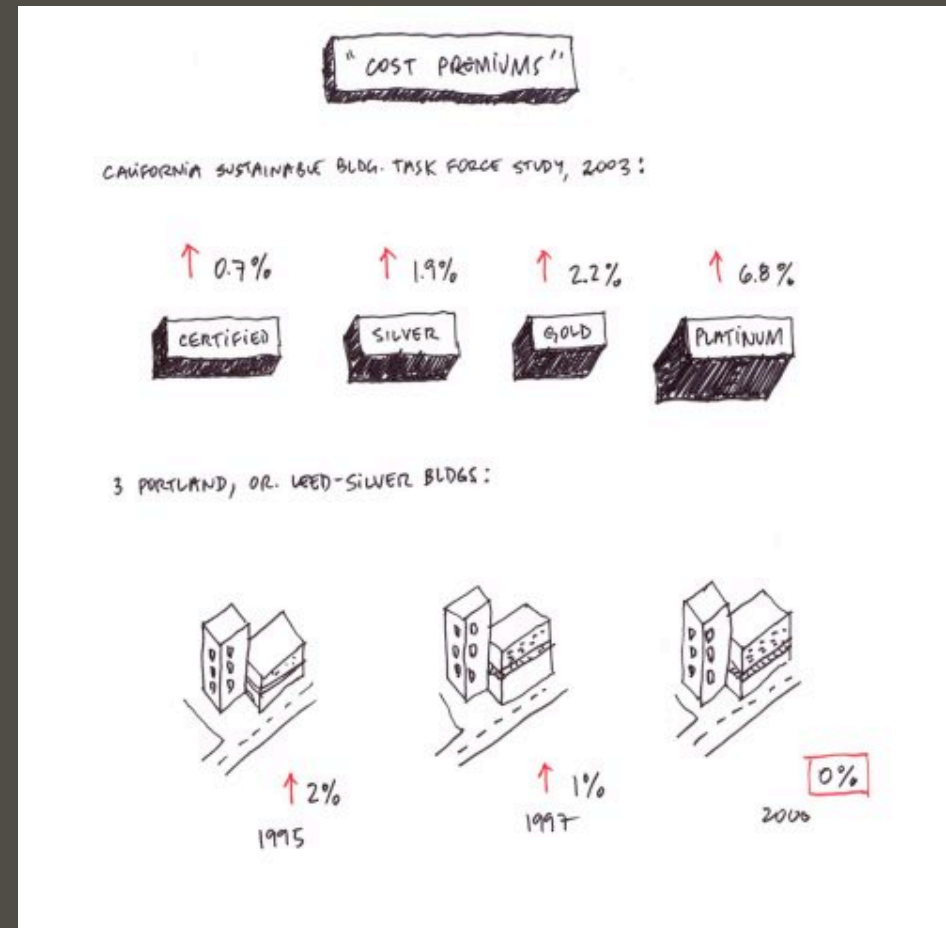 "COST PREMIUMS"
CALIFORNIA SUSTAINABLE BLDG. TASK FORCE STUDY, 2003:
↑ 0.7% ↑ 1.9% ↑ 2.2% ↑ 6.8%
CERTIFIED SILVER GOLD PLATINUM
3 PORTLAND, OR. LEED-SILVER BLDGS:
↑ 2% ↑ 1% 0%
1995 1997 2000